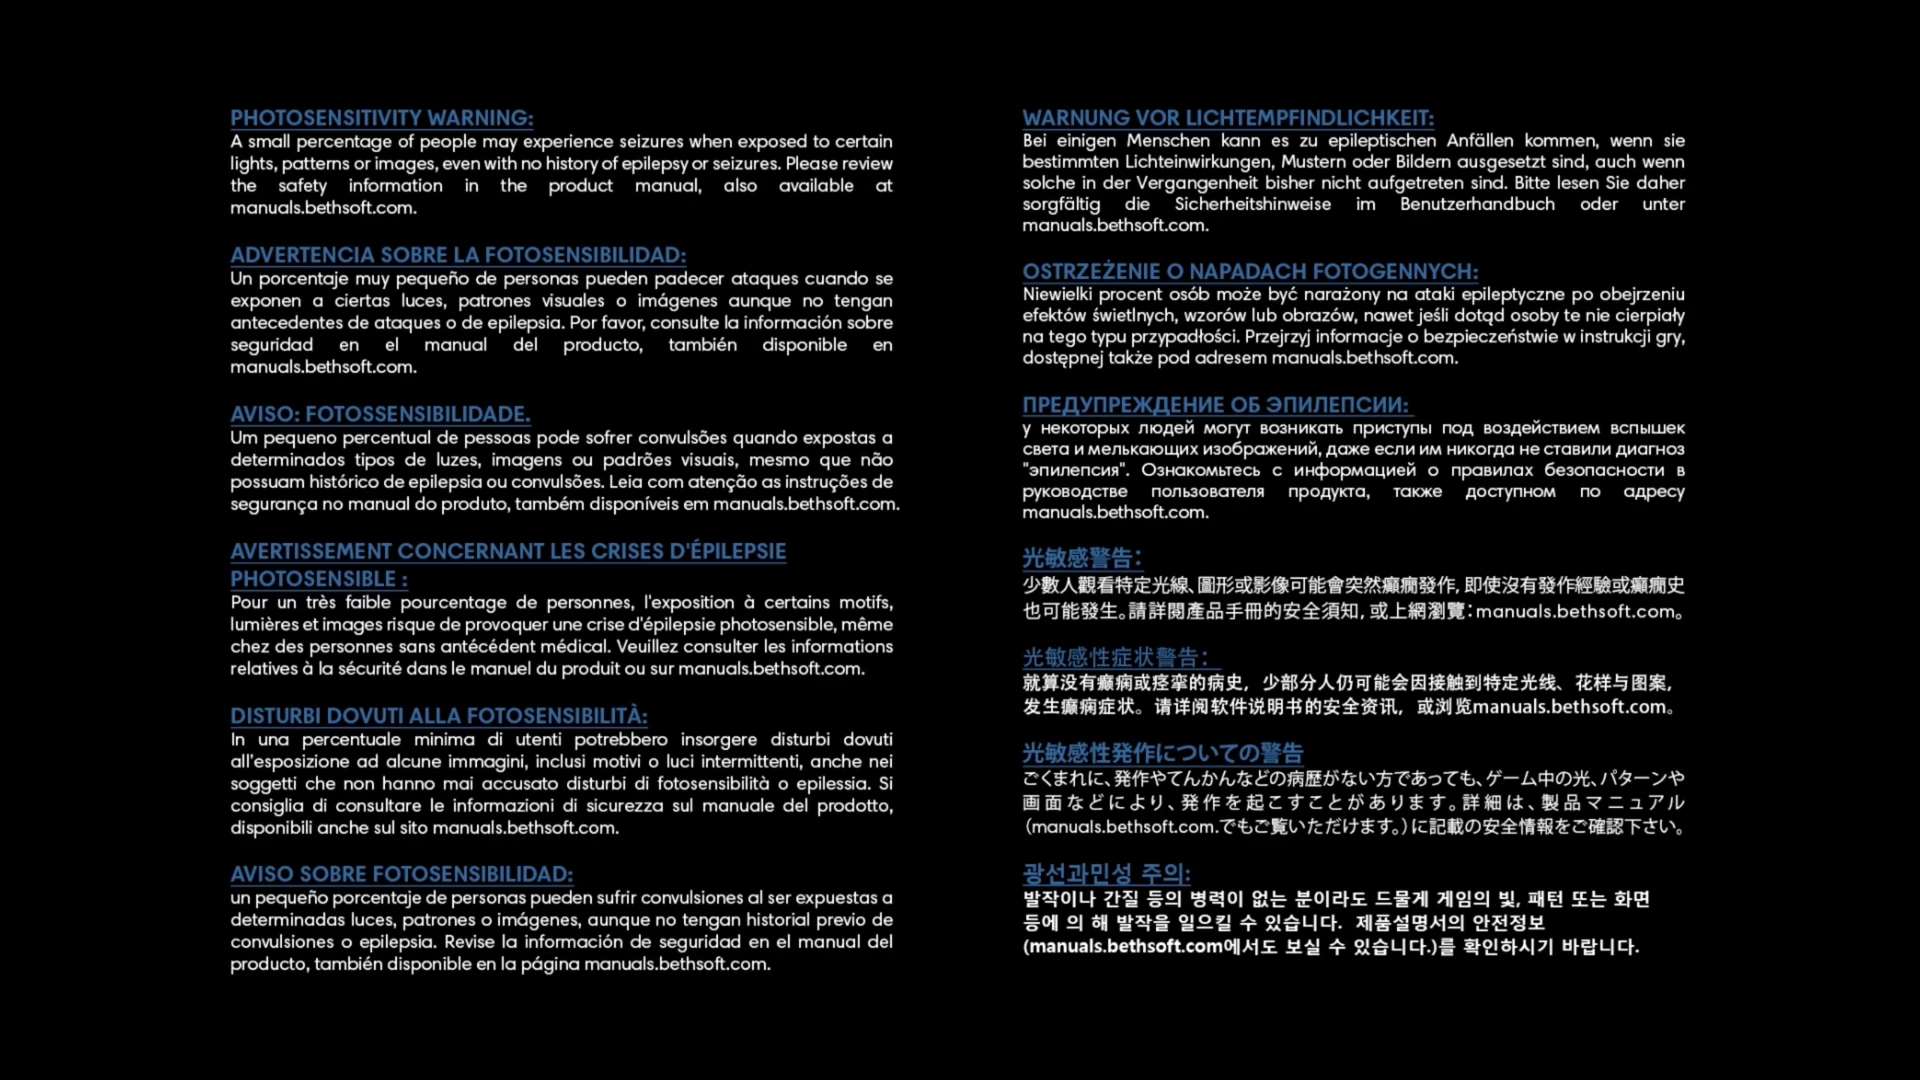 PHOTOSENSITIVITY WARNING:
A small percentage of people may experience seizures when exposed to certain
lights, patterns or images, even with no history of epilepsy or seizures. Please review
the safety information in the product manual, also available at
manuals.bethsoft.com.
ADVERTENCIA SOBRE LA FOTOSENSIBILIDAD:
Un porcentaje muy pequeño de personas pueden padecer ataques cuando se
exponen a ciertas luces, patrones visuales o imágenes aunque no tengan
antecedentes de ataques o de epilepsia. Por favor, consulte la información sobre
seguridad en el manual del producto, también disponible en
manuals.bethsoft.com.
AVISO: FOTOSSENSIBILIDADE.
Um pequeno percentual de pessoas pode sofrer convulsões quando expostas a
determinados tipos de luzes, imagens ou padrões visuais, mesmo que não
possuam histórico de epilepsia ou convulsões. Leia com atenção as instruções de
segurança no manual do produto, também disponíveis em manuals.bethsoft.com.
AVERTISSEMENT CONCERNANT LES CRISES D'ÉPILEPSIE
PHOTOSENSIBLE :
Pour un très faible pourcentage de personnes, l'exposition à certains motifs,
lumières et images risque de provoquer une crise d'épilepsie photosensible, même
chez des personnes sans antécédent médical. Veuillez consulter les informations
relatives à la sécurité dans le manuel du produit ou sur manuals.bethsoft.com.
DISTURBI DOVUTI ALLA FOTOSENSIBILITÀ:
In una percentuale minima di utenti potrebbero insorgere disturbi dovuti
all'esposizione ad alcune immagini, inclusi motivi o luci intermittenti, anche nei
soggetti che non hanno mai accusato disturbi di fotosensibilità o epilessia. Si
consiglia di consultare le informazioni di sicurezza sul manuale del prodotto,
disponibili anche sul sito manuals.bethsoft.com.
AVISO SOBRE FOTOSENSIBILIDAD:
un pequeño porcentaje de personas pueden sufrir convulsiones al ser expuestas a
determinadas luces, patrones o imágenes, aunque no tengan historial previo de
convulsiones o epilepsia. Revise la información de seguridad en el manual del
producto, también disponible en la página manuals.bethsoft.com.
WARNUNG VOR LICHTEMPFINDLICHKEIT:
Bei einigen Menschen kann es zu epileptischen Anfällen kommen, wenn sie
bestimmten Lichteinwirkungen, Mustern oder Bildern ausgesetzt sind, auch wenn
solche in der Vergangenheit bisher nicht aufgetreten sind. Bitte lesen Sie daher
sorgfältig die Sicherheitshinweise im Benutzerhandbuch oder unter
manuals.bethsoft.com.
OSTRZEŻENIE O NAPADACH FOTOGENNYCH:
Niewielki procent osób może być narażony na ataki epileptyczne po obejrzeniu
efektów świetlnych, wzorów lub obrazów, nawet jeśli dotąd osoby te nie cierpiały
na tego typu przypadłości. Przejrzyj informacje o bezpieczeństwie w instrukcji gry,
dostępnej także pod adresem manuals.bethsoft.com.
ПРЕДУПРЕЖДЕНИЕ ОБ ЭПИЛЕПСИИ:
у некоторых людей могут возникать приступы под воздействием вспышек
света и мелькающих изображений, даже если им никогда не ставили диагноз
"эпилепсия". Ознакомьтесь с информацией о правилах безопасности в
руководстве пользователя продукта, также доступном по адресу
manuals.bethsoft.com.
光敏感警告：
少數人觀看特定光線、圖形或影像可能會突然癲癇發作, 即使沒有發作經驗或癲癇史
也可能發生。請詳閱產品手冊的安全須知, 或上網瀏覽：manuals.bethsoft.com。
光敏感性症状警告：
就算没有癫痫或痉挛的病史，少部分人仍可能会因接触到特定光线、花样与图案，
发生癫痫症状。请详阅软件说明书的安全资讯，或浏览manuals.bethsoft.com。
光敏感性発作についての警告
ごくまれに、発作やてんかんなどの病歴がない方であっても、ゲーム中の光、パターンや
画面などにより、発作を起こすことがあります。詳細は、製品マニュアル
（manuals.bethsoft.com.でもご覧いただけます。）に記載の安全情報をご確認下さい。
광선과민성 주의:
발작이나 간질 등의 병력이 없는 분이라도 드물게 게임의 빛, 패턴 또는 화면
등에 의 해 발작을 일으킬 수 있습니다. 제품설명서의 안전정보
(manuals.bethsoft.com에서도 보실 수 있습니다.)를 확인하시기 바랍니다.